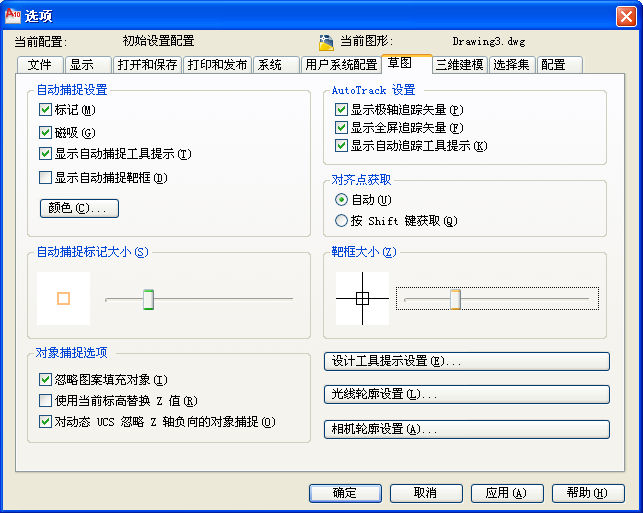 选项
当前配置: 初始设置配置 当前图形: Drawing3.dwg
文件 显示 打开和保存 打印和发布 系统 用户系统配置 草图 三维建模 选择集 配置
自动捕捉设置
标记(M)
磁吸(G)
显示自动捕捉工具提示(T)
显示自动捕捉靶框(D)
颜色(C)...
AutoTrack 设置
显示极轴追踪矢量(P)
显示全屏追踪矢量(F)
显示自动追踪工具提示(K)
对齐点获取
自动(U)
按 Shift 键获取(Q)
自动捕捉标记大小(S)
靶框大小(Z)
对象捕捉选项
忽略图案填充对象(I)
使用当前标高替换 Z 值(R)
对动态 UCS 忽略 Z 轴负向的对象捕捉(O)
设计工具提示设置(E)...
光线轮廓设置(L)...
相机轮廓设置(A)...
确定 取消 应用(A) 帮助(H)